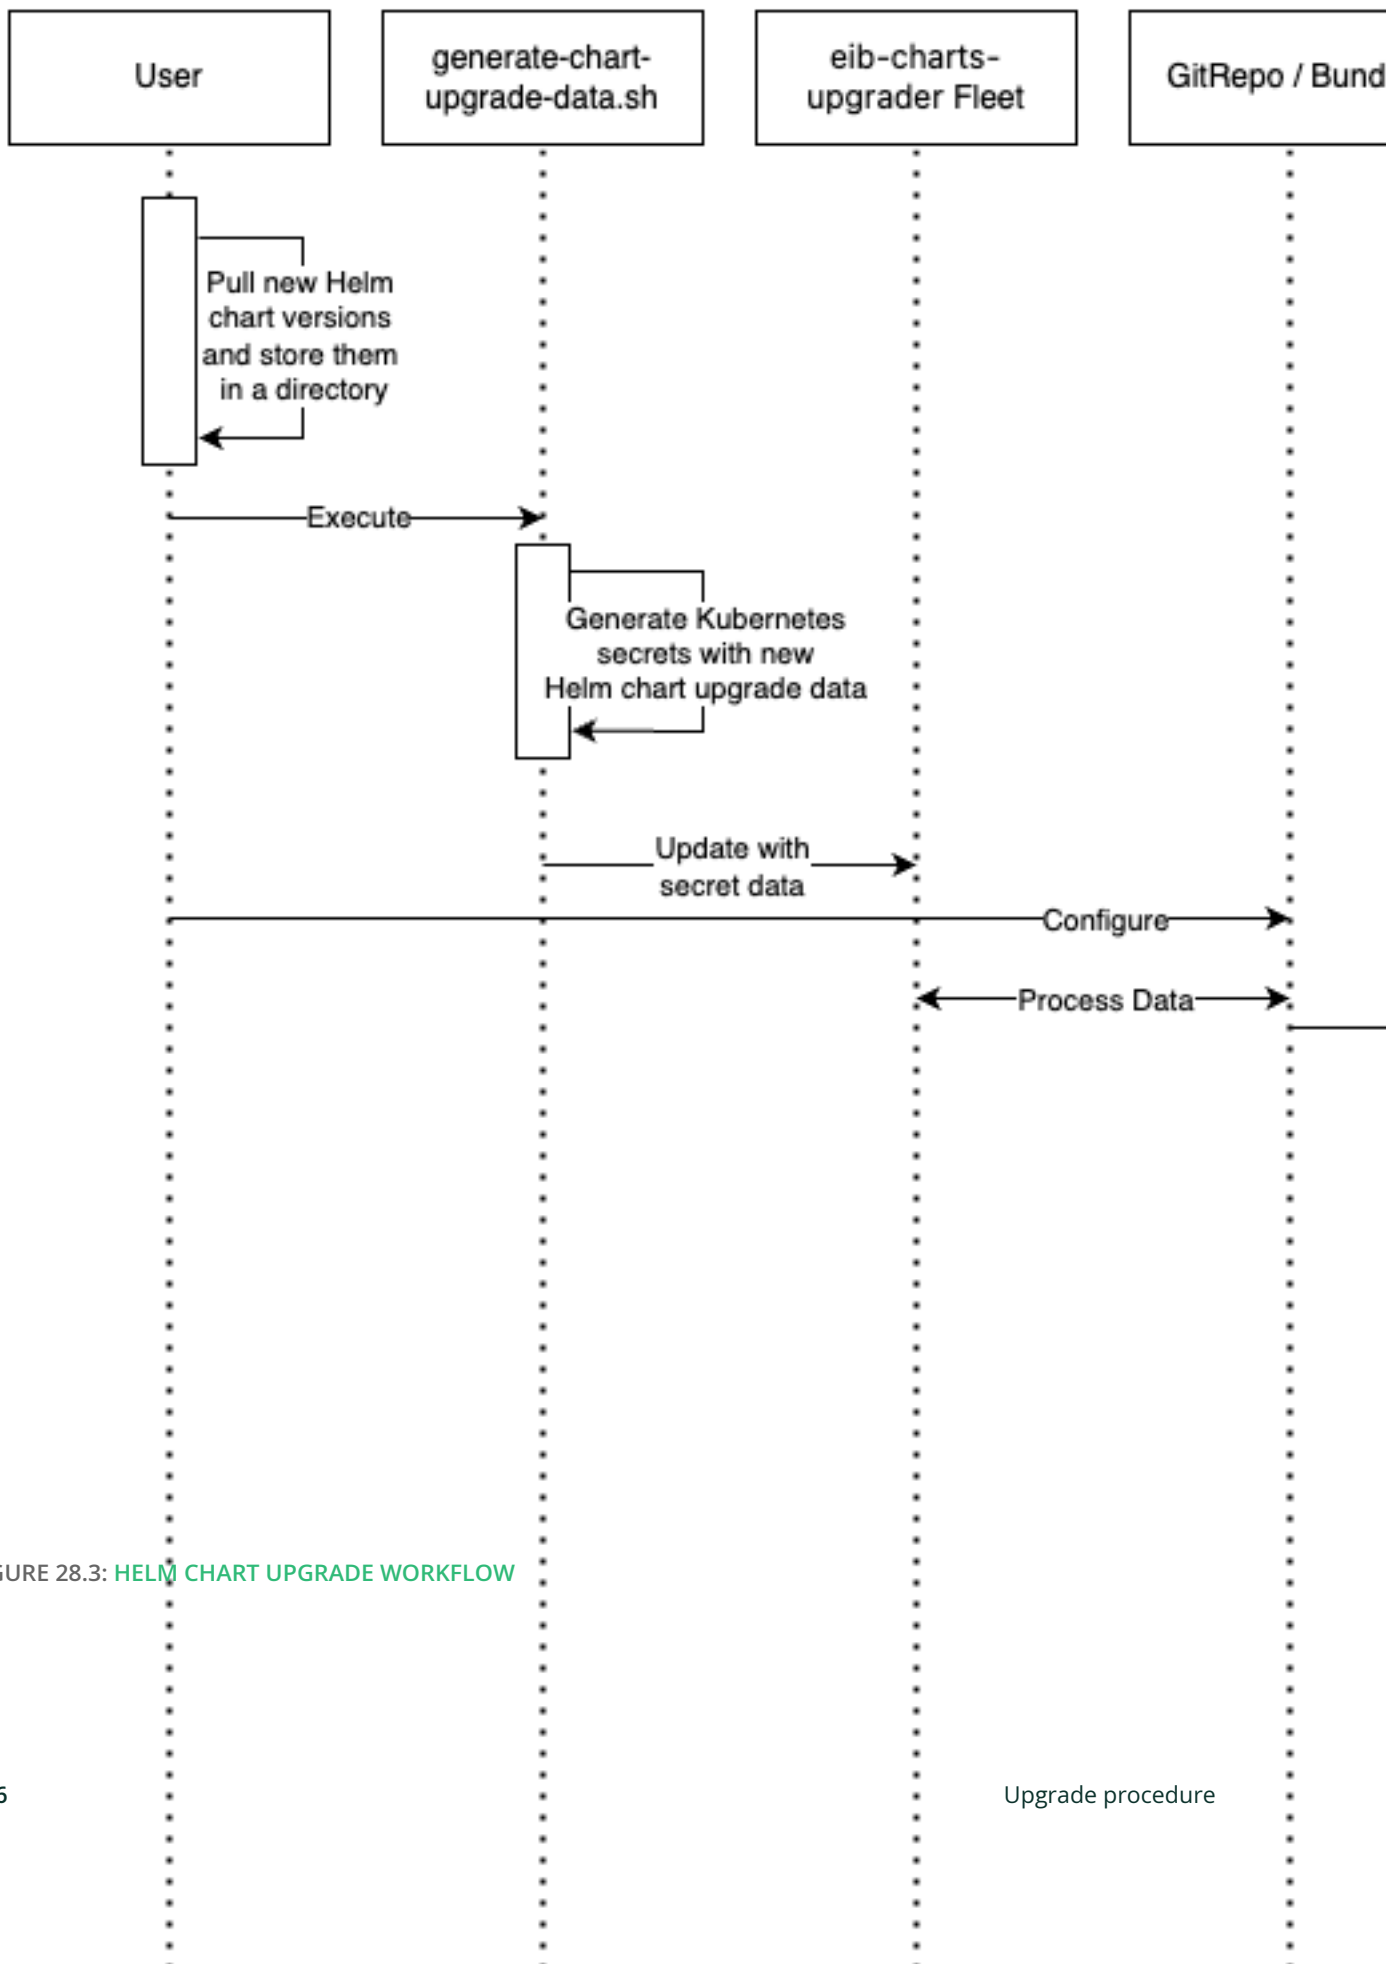 User
generate-chart-
upgrade-data.sh
eib-charts-
upgrader Fleet
GitRepo / Bund
Pull new Helm
chart versions
and store them
in a directory
Execute
Generate Kubernetes
secrets with new
Helm chart upgrade data
Update with
secret data
Configure
Process Data
GURE 28.3: HELM CHART UPGRADE WORKFLOW
6
Upgrade procedure